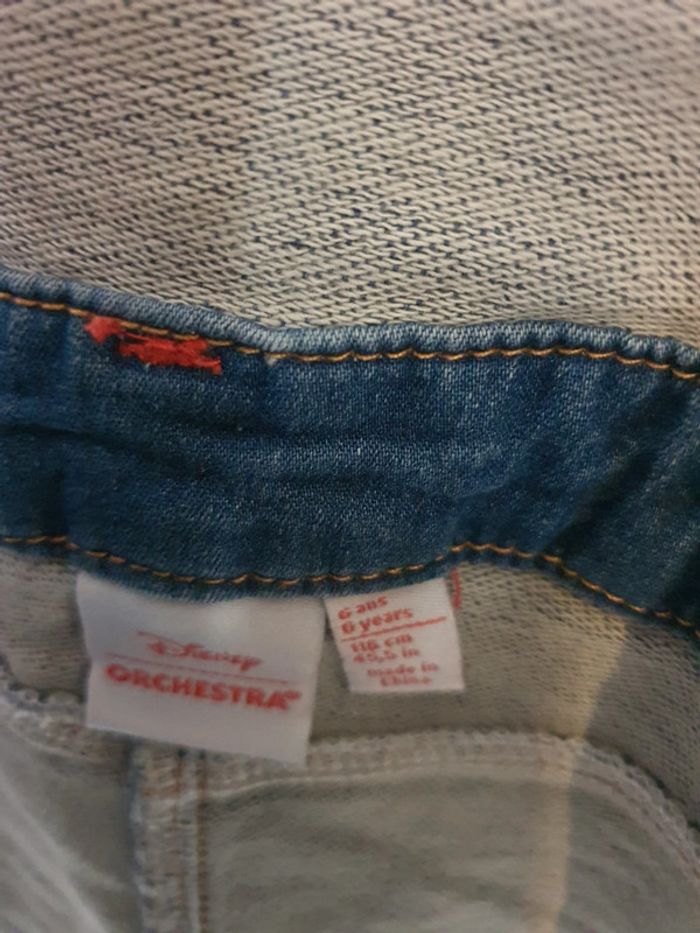 Disney
ORCHESTRA
6 ans
6 years
116 cm
45,5 in
made in
China